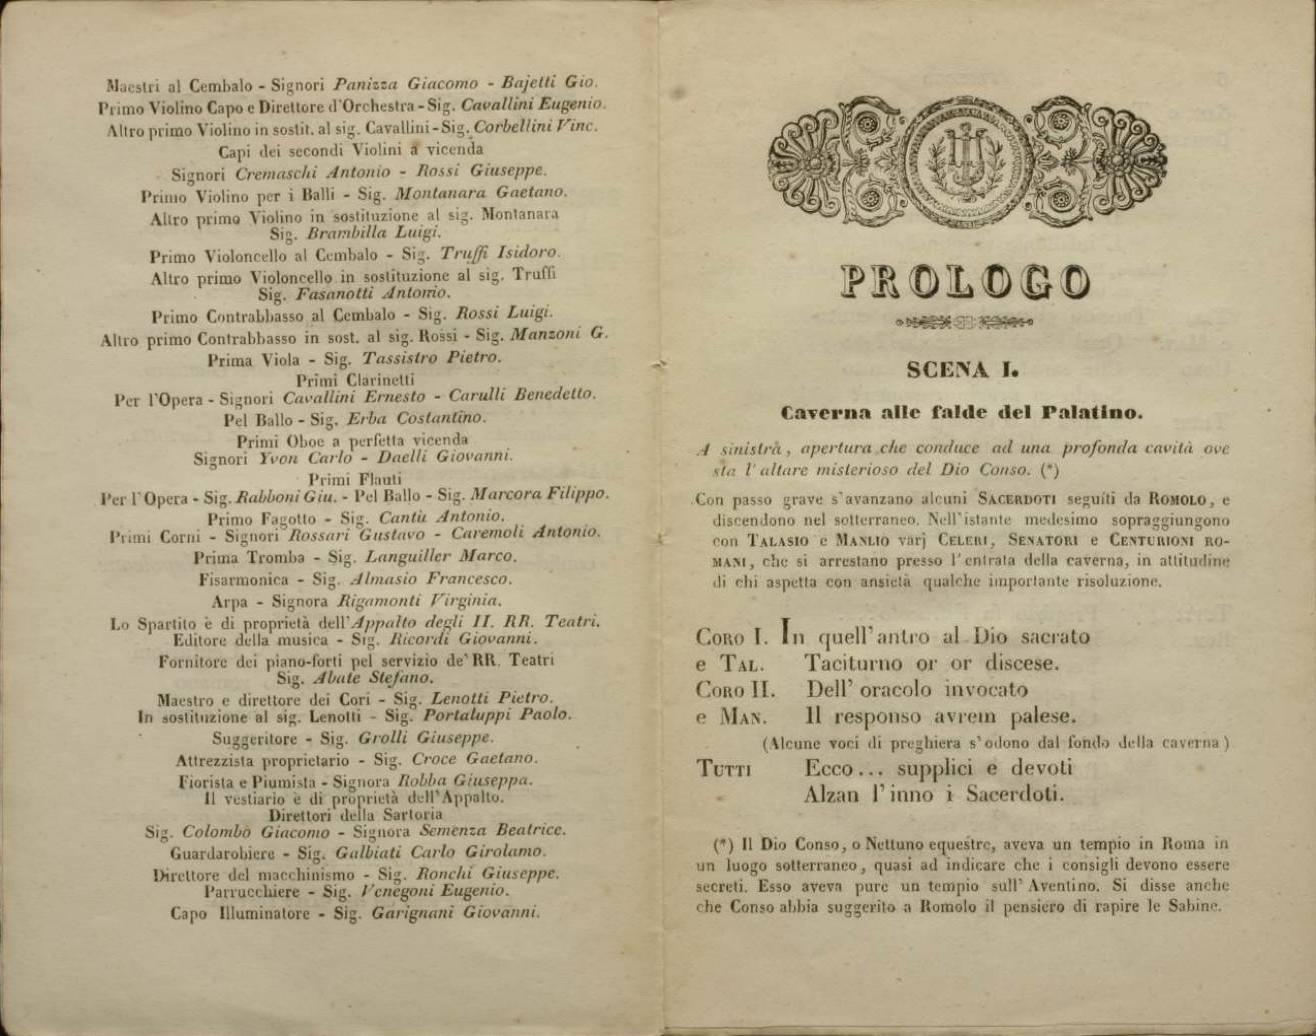 Maestri al Cembalo - Signori Panizza Giacomo - Bajetti Gio.
Primo Violino Capo e Direttore d'Orchestra - Sig. Cavallini Eugenio.
Altro primo Violino in sostit. al sig. Cavallini - Sig. Corbellini Vinc.
Capi dei secondi Violini a vicenda
Signori Cremaschi Antonio - Rossi Giuseppe.
Primo Violino per i Balli - Sig. Montanara Gaetano.
Altro primo Violino in sostituzione al sig. Montanara
Sig. Brambilla Luigi.
Primo Violoncello al Cembalo - Sig. Truffi Isidoro.
Altro primo Violoncello in sostituzione al sig. Truffi
Sig. Fasanotti Antonio.
Primo Contrabbasso al Cembalo - Sig. Rossi Luigi.
Altro primo Contrabbasso in sost. al sig. Rossi - Sig. Manzoni G.
Prima Viola - Sig. Tassistro Pietro.
Primi Clarinetti
Per l'Opera - Signori Cavallini Ernesto - Carulli Benedetto.
Pel Ballo - Sig. Erba Costantino.
Primi Oboe a perfetta vicenda
Signori Yvon Carlo - Daelli Giovanni.
Primi Flauti
Per l'Opera - Sig. Rabboni Giu. - Pel Ballo - Sig. Marcora Filippo.
Primo Fagotto - Sig. Cantù Antonio.
Primi Corni - Signori Rossari Gustavo - Caremoli Antonio.
Prima Tromba - Sig. Languiller Marco.
Fisarmonica - Sig. Almasio Francesco.
Arpa - Signora Rigamonti Virginia.
Lo Spartito è di proprietà dell'Appalto degli II. RR. Teatri.
Editore della musica - Sig. Ricordi Giovanni.
Fornitore dei piano-forti pel servizio de' RR. Teatri
Sig. Abate Stefano.
Maestro e direttore dei Cori - Sig. Lenotti Pietro.
In sostituzione al sig. Lenotti - Sig. Portaluppi Paolo.
Suggeritore - Sig. Grolli Giuseppe.
Attrezzista proprietario - Sig. Croce Gaetano.
Fiorista e Piumista - Signora Robba Giuseppa.
Il vestiario è di proprietà dell'Appalto.
Direttori della Sartoria
Sig. Colombo Giacomo - Signora Semenza Beatrice.
Guardarobiere - Sig. Galbiati Carlo Girolamo.
Direttore del macchinismo - Sig. Ronchi Giuseppe.
Parrucchiere - Sig. Venegoni Eugenio.
Capo Illuminatore - Sig. Garignani Giovanni.
PROLOGO
SCENA I.
Caverna alle falde del Palatino.
A sinistra, apertura che conduce ad una profonda cavità ove
sta l'altare misterioso del Dio Conso. (*)
Con passo grave s'avanzano alcuni SACERDOTI seguiti da ROMOLO, e
discendono nel sotterraneo. Nell'istante medesimo sopraggiungono
con TALASIO e MANLIO varj CELERI, SENATORI e CENTURIONI RO-
MANI, che si arrestano presso l'entrata della caverna, in attitudine
di chi aspetta con ansietà qualche importante risoluzione.
CORO I. In quell'antro al Dio sacrato
e TAL. Taciturno or or discese.
CORO II. Dell'oracolo invocato
e MAN. Il responso avrem palese.
(Alcune voci di preghiera s'odono dal fondo della caverna)
TUTTI Ecco... supplici e devoti
Alzan l'inno i Sacerdoti.
(*) Il Dio Conso, o Nettuno equestre, aveva un tempio in Roma in
un luogo sotterraneo, quasi ad indicare che i consigli devono essere
secreti. Esso aveva pure un tempio sull'Aventino. Si disse anche
che Conso abbia suggerito a Romolo il pensiero di rapire le Sabine.